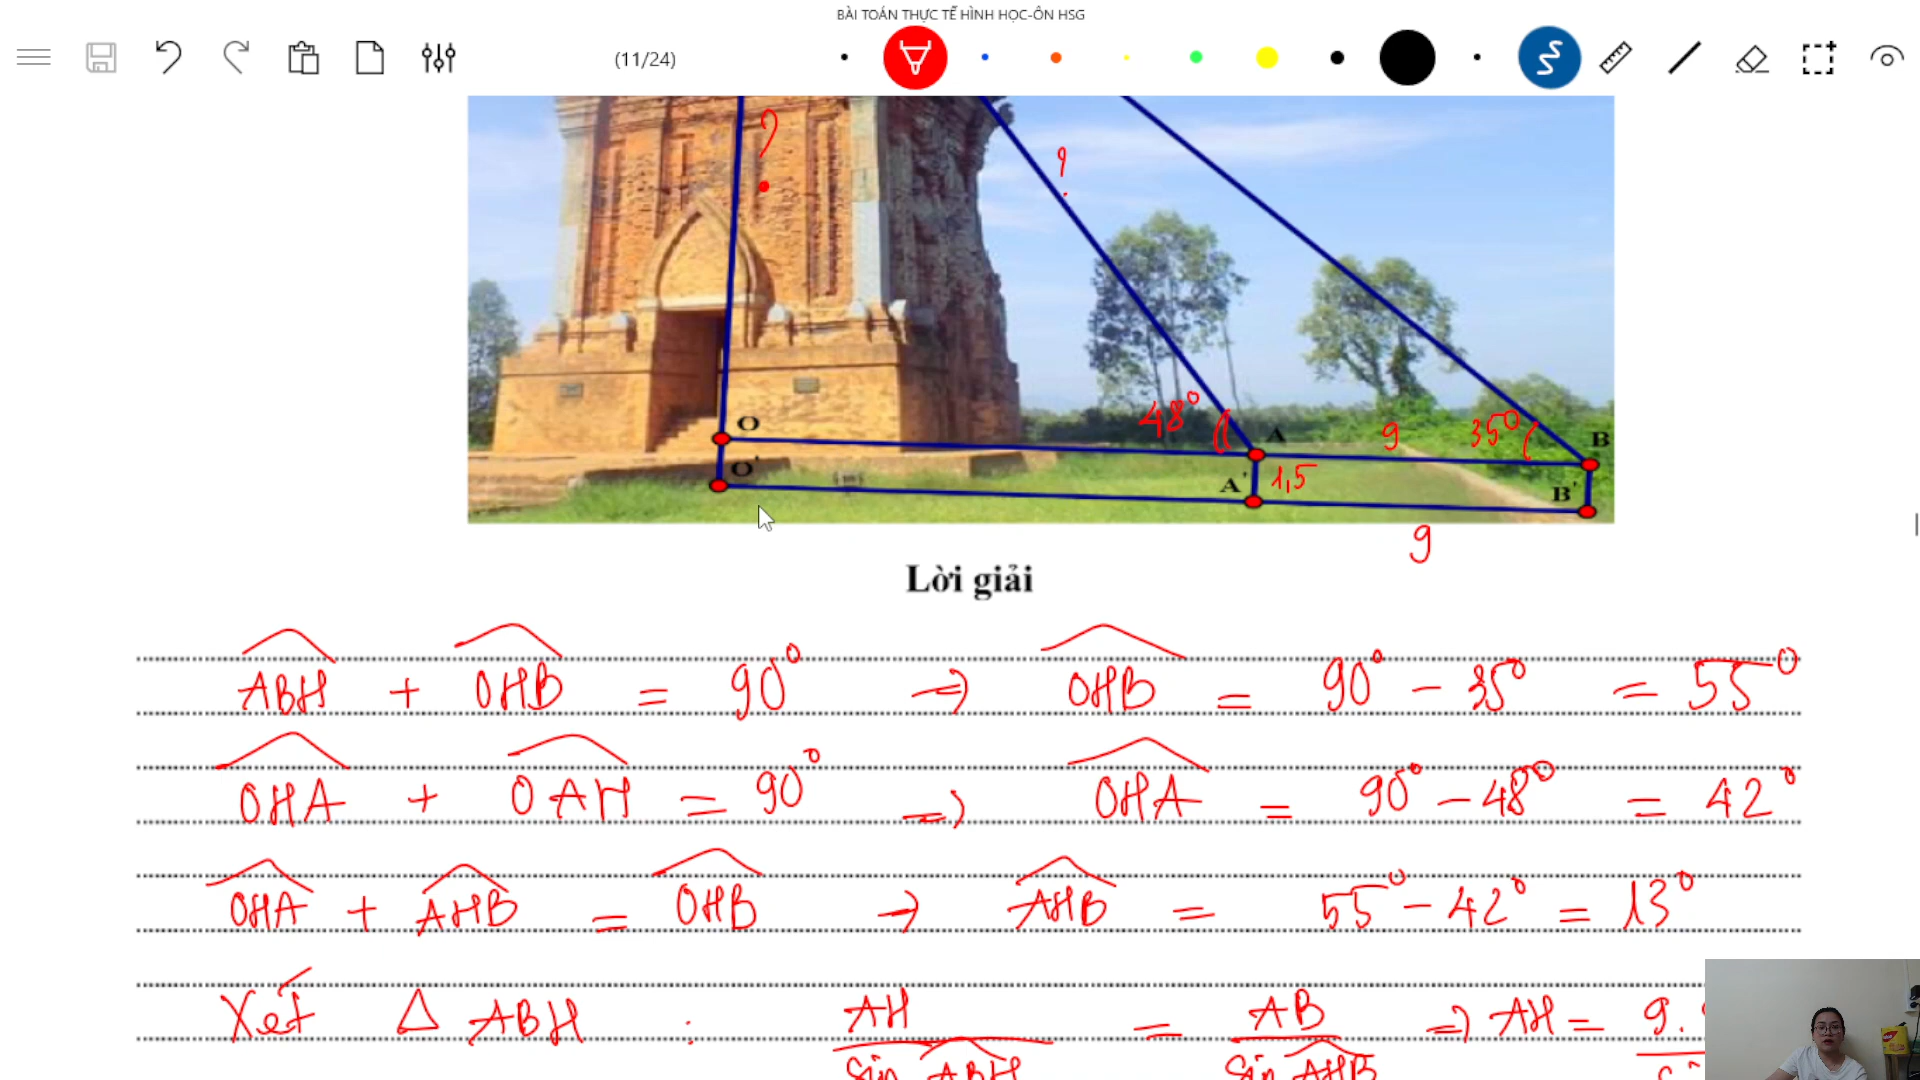 BÀI TOÁN THỰC TẾ HÌNH HỌC-ÔN HSG
(11/24)
?
?
48° 9 35°
O A B
O' A' 1,5 B'
9
Lời giải
ABH + OHB = 90° => OHB = 90° - 35° = 55°
OHA + OAH = 90° => OHA = 90° - 48° = 42°
OHA + AHB = OHB → AHB = 55° - 42° = 13°
Xét Δ ABH : AH / sin ABH = AB / sin AHB => AH = 9.